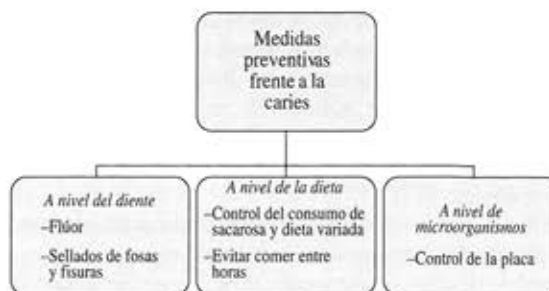 Medidas
preventivas
frente a la
caries
A nivel del diente
–Flúor
–Sellados de fosas
y fisuras
A nivel de la dieta
–Control del consumo de
sacarosa y dieta variada
–Evitar comer entre
horas
A nivel de
microorganismos
–Control de la placa